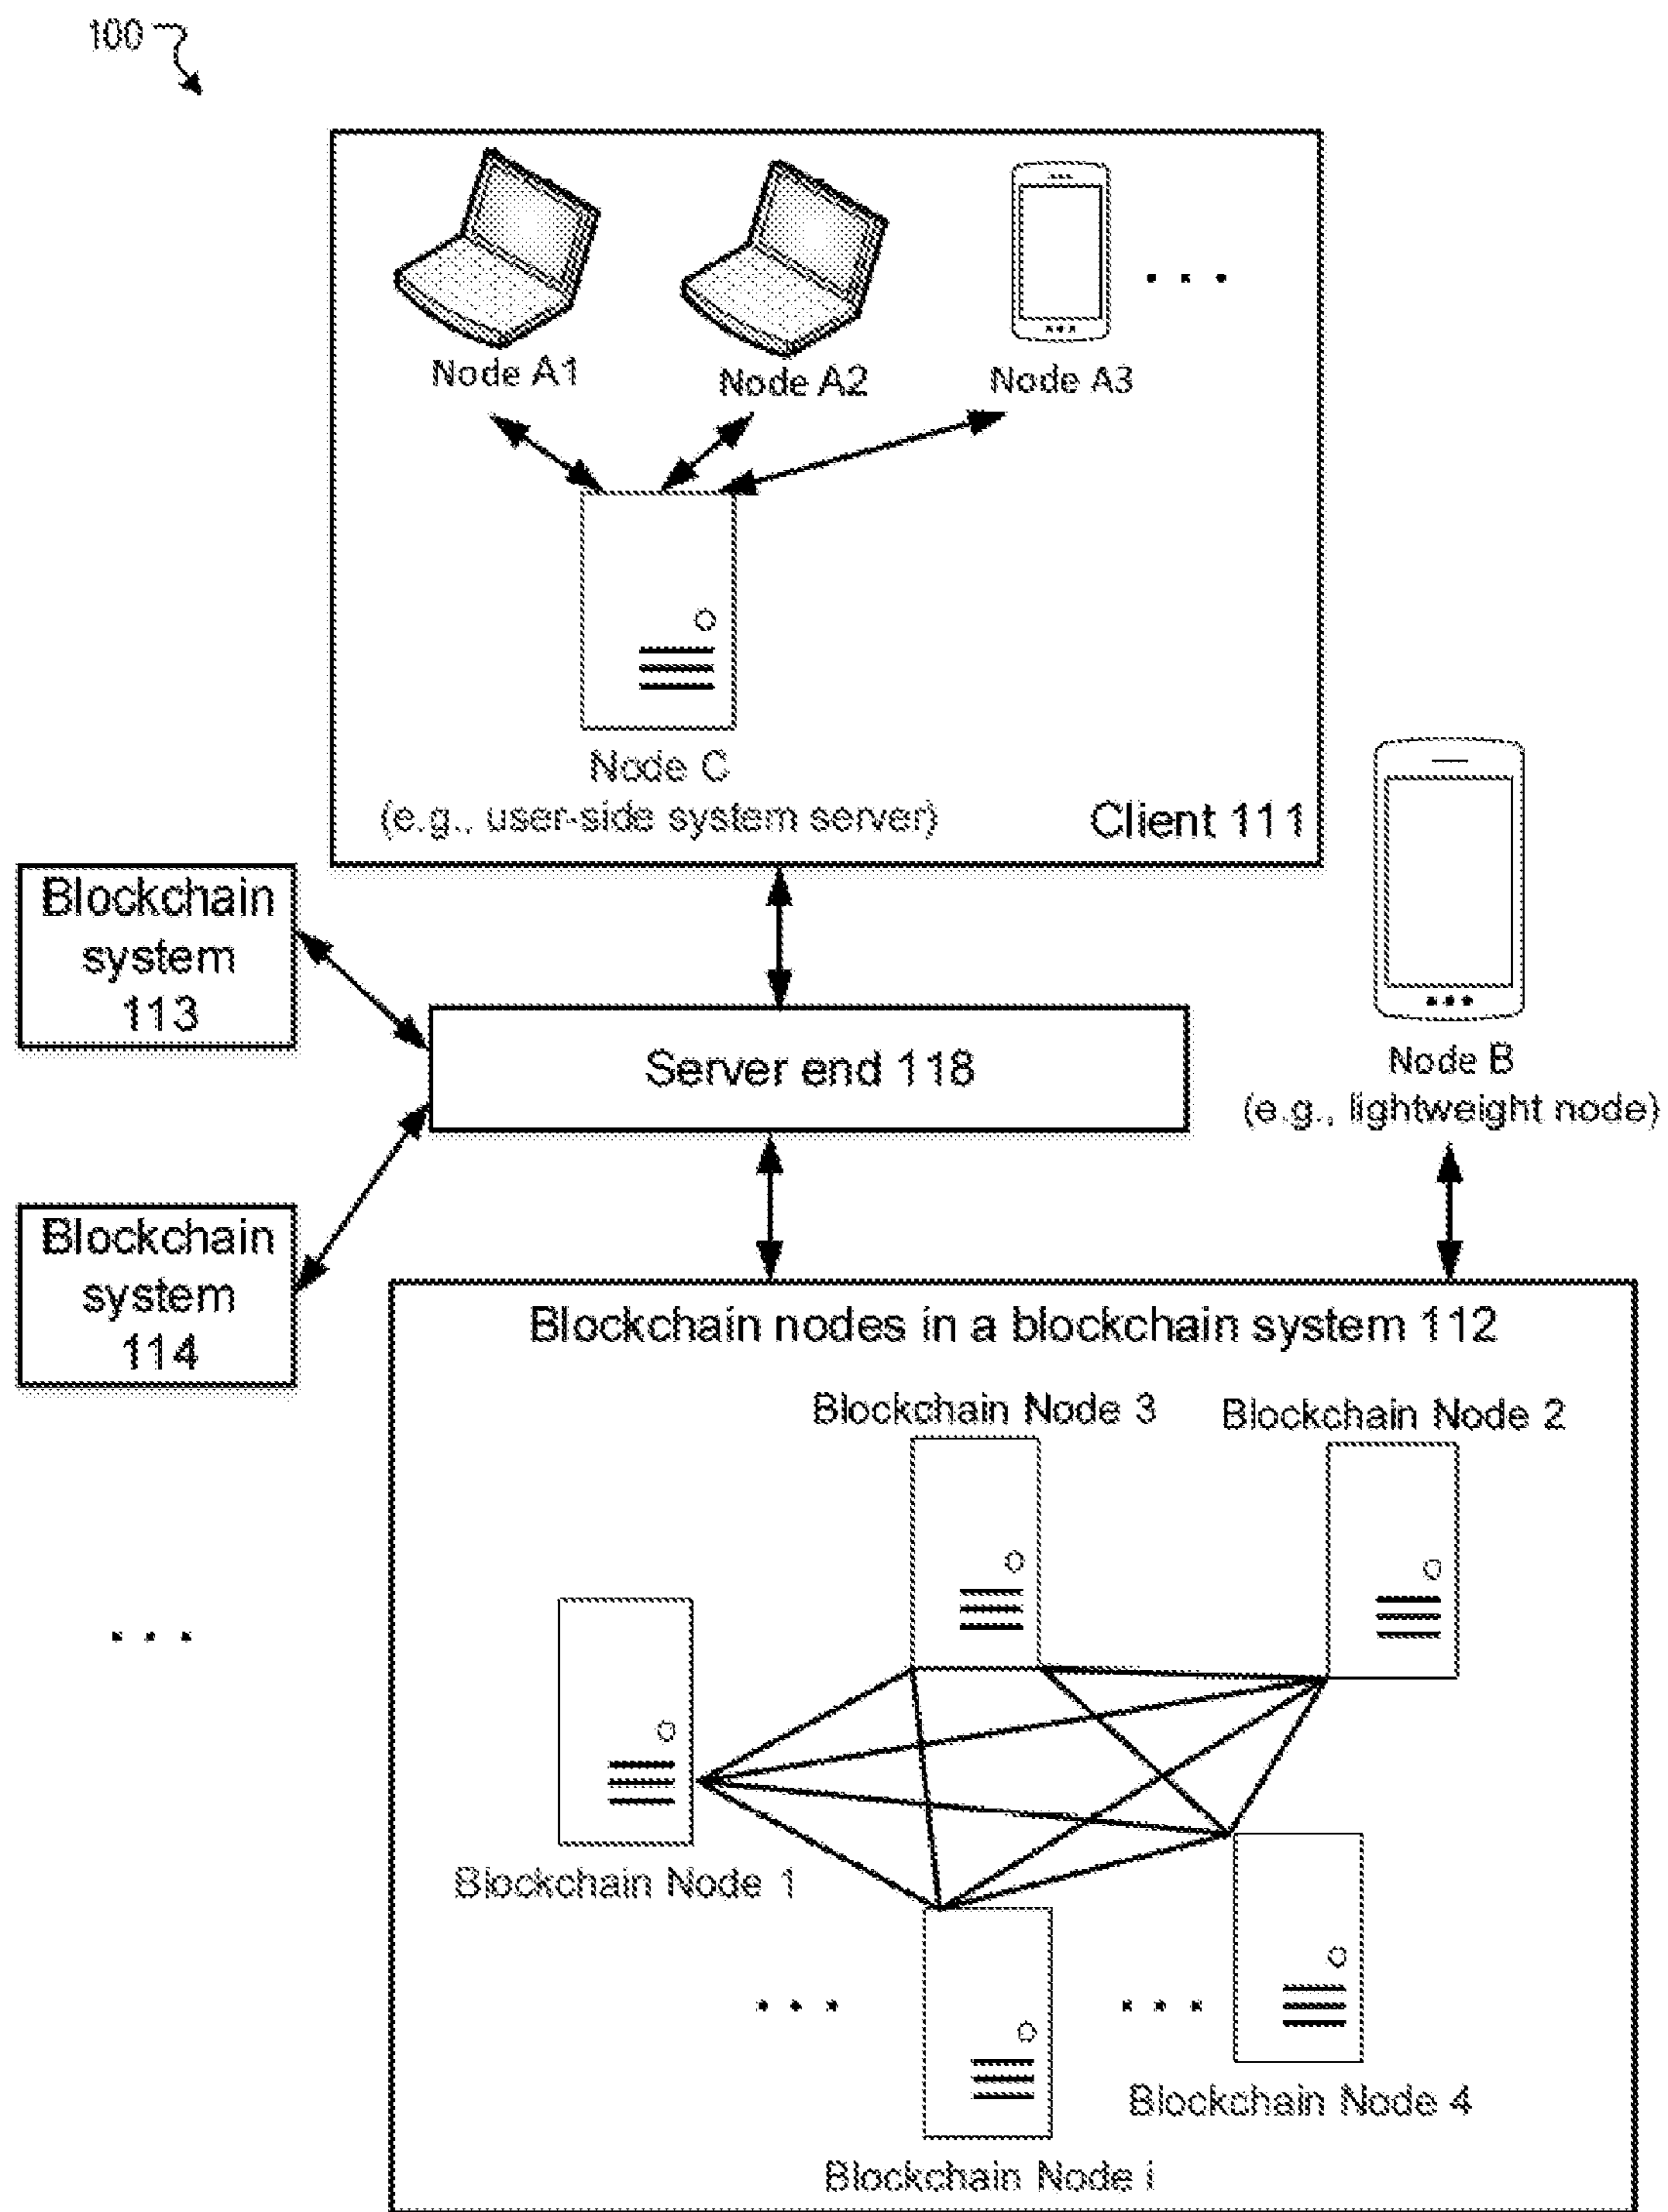 100
Node A1
Node A2
Node A3
. . .
Node C
(e.g., user-side system server)
Client 111
Blockchain
system
113
Server end 118
Node B
(e.g., lightweight node)
Blockchain
system
114
Blockchain nodes in a blockchain system 112
Blockchain Node 3
Blockchain Node 2
. . .
Blockchain Node 1
. . .
. . .
Blockchain Node 4
Blockchain Node i